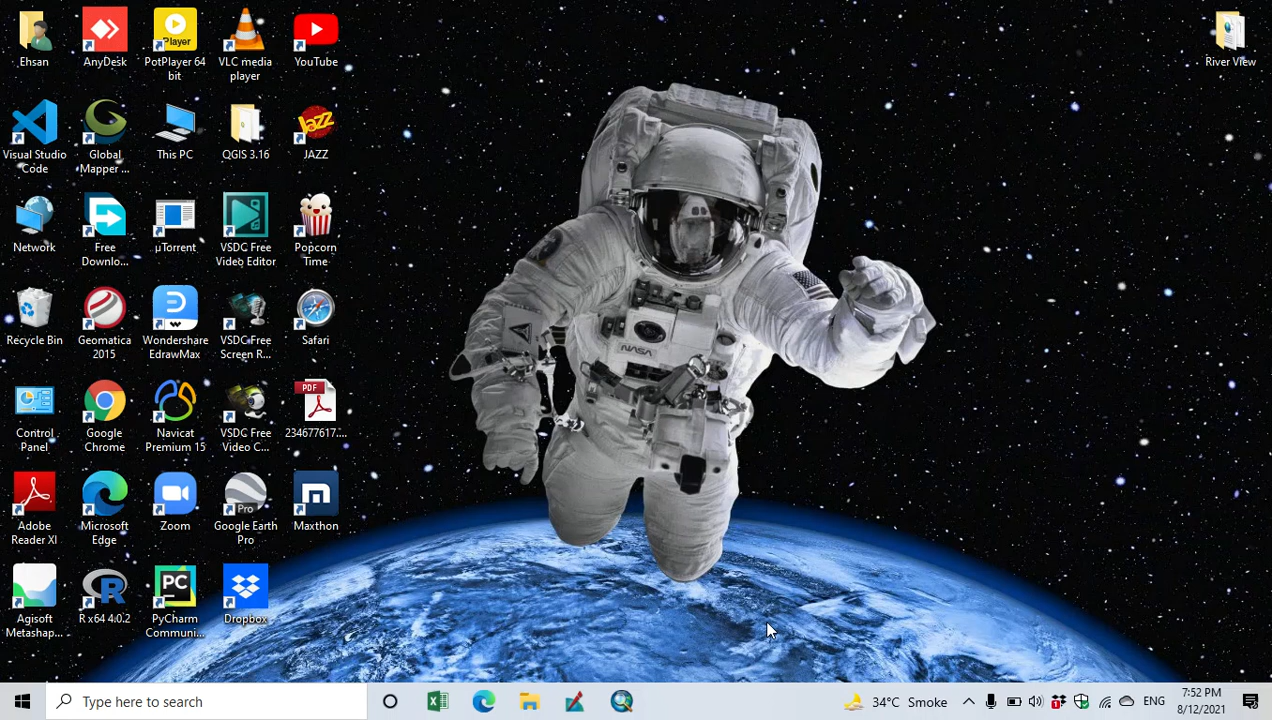 Ehsan
AnyDesk
PotPlayer 64
bit
VLC media
player
YouTube
River View
Visual Studio
Code
Global
Mapper ...
This PC
QGIS 3.16
JAZZ
Network
Free
Downlo...
µTorrent
VSDC Free
Video Editor
Popcorn
Time
Recycle Bin
Geomatica
2015
Wondershare
EdrawMax
VSDC Free
Screen R...
Safari
Control
Panel
Google
Chrome
Navicat
Premium 15
VSDC Free
Video C...
PDF
234677617....
Adobe
Reader XI
Microsoft
Edge
Zoom
Pro
Google Earth
Pro
Maxthon
Agisoft
Metashap...
R x64 4.0.2
PC
PyCharm
Communi...
Dropbox
Player
Jazz
NASA
Type here to search
34°C Smoke
ENG
7:52 PM
8/12/2021